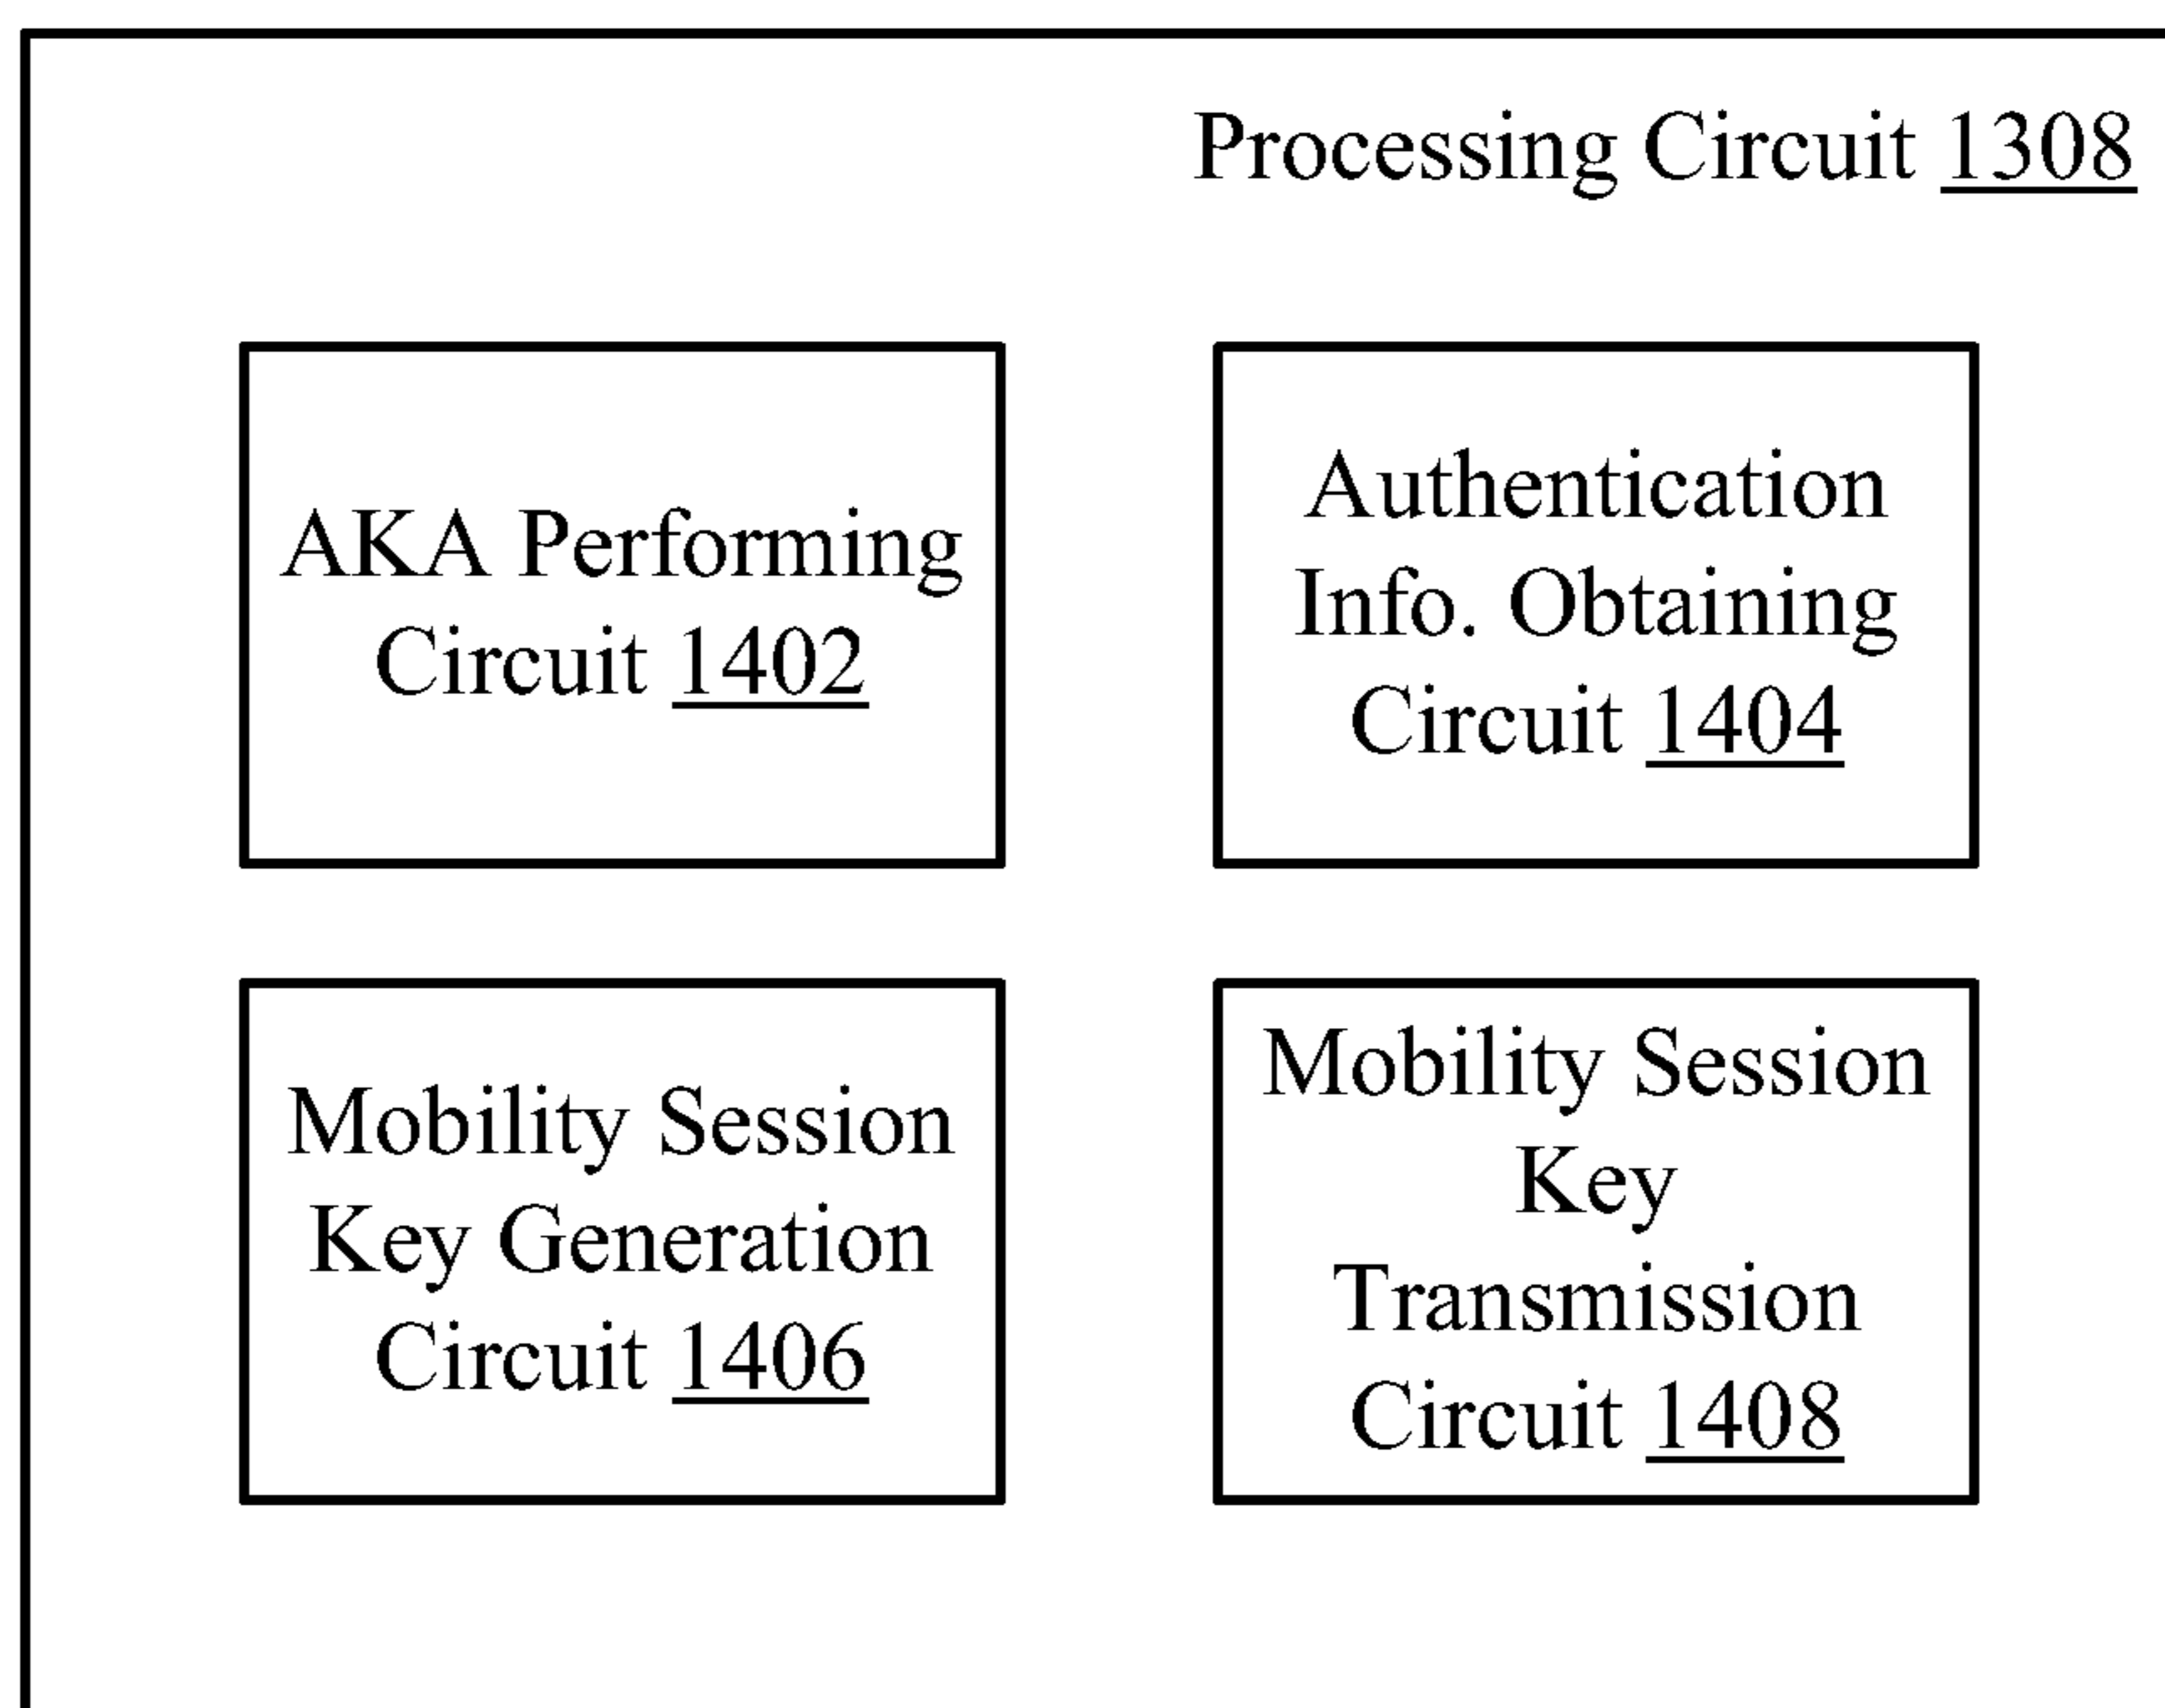 Processing Circuit 1308
AKA Performing
Circuit 1402
Authentication
Info. Obtaining
Circuit 1404
Mobility Session
Key Generation
Circuit 1406
Mobility Session
Key
Transmission
Circuit 1408